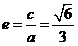 e = c/a = √6/3